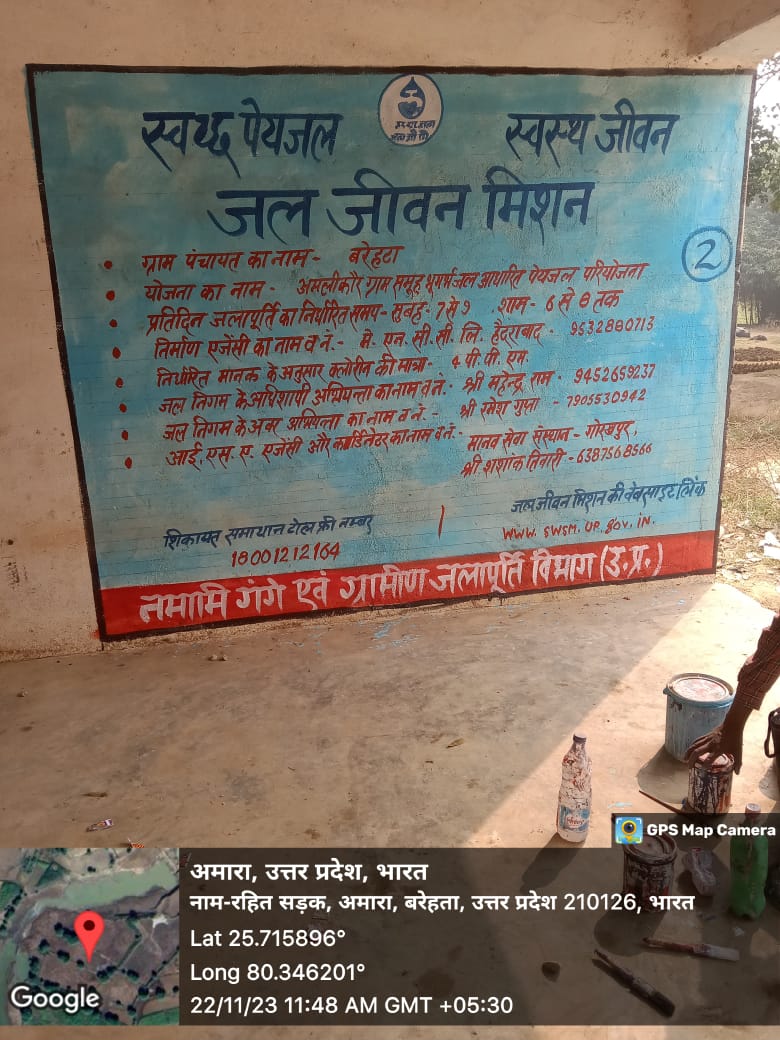 स्वच्छ पेयजल
स्वस्थ जीवन
जल जीवन मिशन
2
• ग्राम पंचायत का नाम - बरेहटा
• योजना का नाम - अमलीकौर ग्राम समूह भूगर्भ जल आधारित पेयजल परियोजना
• प्रतिदिन जलापूर्ति का निर्धारित समय - सुबह - 7 से 9 . शाम - 6 से 8 तक
• निर्माण एजेंसी का नाम व नं. - मे. एन. सी. सी. लि. हैदराबाद - 9532880713
• निर्धारित मानक के अनुसार क्लोरीन की मात्रा - 4 पी. पी. एम.
• जल निगम के अधिशाषी अभियन्ता का नाम व नं. - श्री महेन्द्र राम - 9452659237
• जल निगम के अवर अभियन्ता का नाम व नं. - श्री रमेश गुप्ता - 7905530942
• आई. एस. ए. एजेंसी और कार्डिनेटर का नाम व नं. - मानव सेवा संस्थान - गोरखपुर,
श्री शशांक तिवारी - 6387568566
शिकायत समाधान टोल फ्री नम्बर
18001212164
जल जीवन मिशन की वेबसाइट लिंक
www. swsm. up. gov. in.
नमामि गंगे एवं ग्रामीण जलापूर्ति विभाग (उ.प्र.)
GPS Map Camera
अमारा, उत्तर प्रदेश, भारत
नाम-रहित सड़क, अमारा, बरेहता, उत्तर प्रदेश 210126, भारत
Lat 25.715896°
Long 80.346201°
22/11/23 11:48 AM GMT +05:30
Google